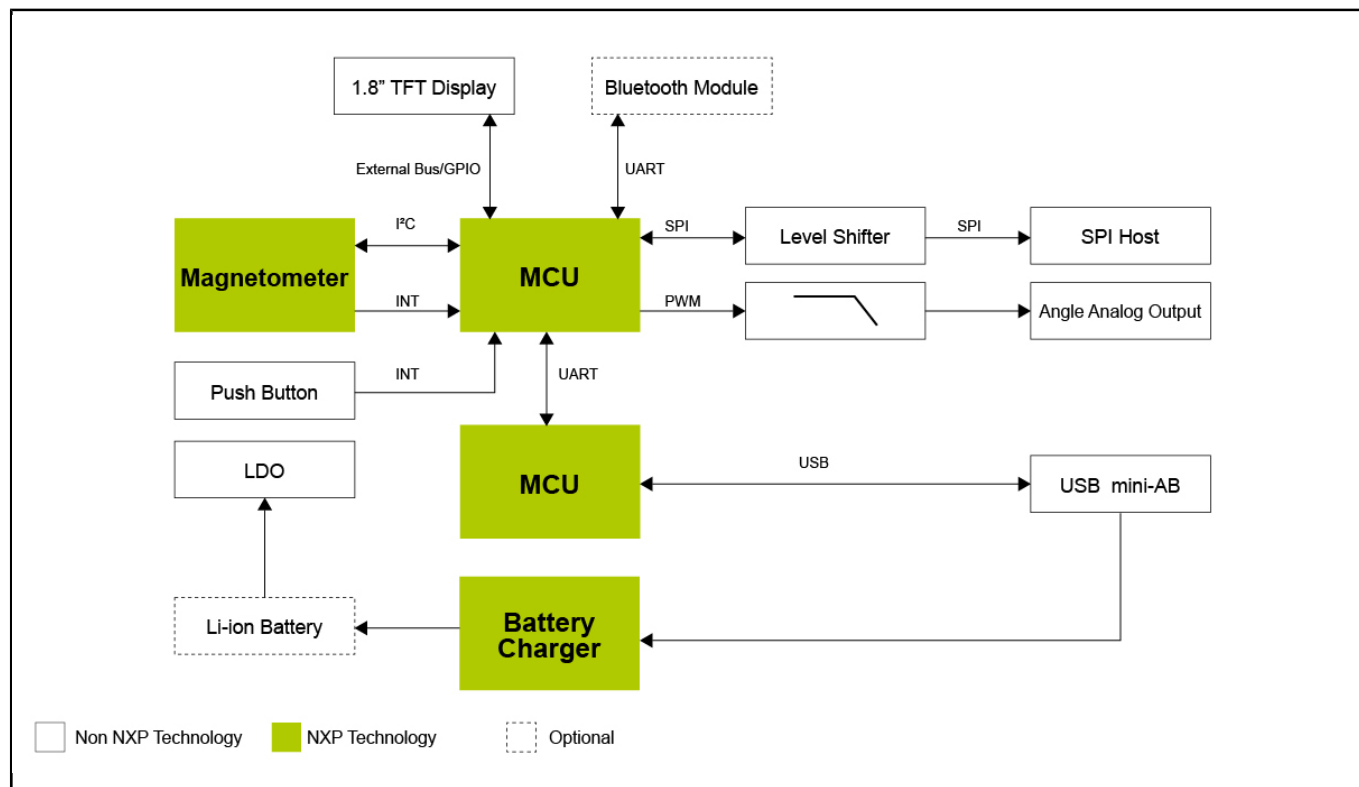 1.8” TFT Display
Bluetooth Module
External Bus/GPIO
UART
Magnetometer
I²C
INT
MCU
SPI
Level Shifter
SPI
SPI Host
PWM
Angle Analog Output
Push Button
INT
UART
LDO
MCU
USB
USB mini-AB
Li-ion Battery
Battery
Charger
Non NXP Technology
NXP Technology
Optional